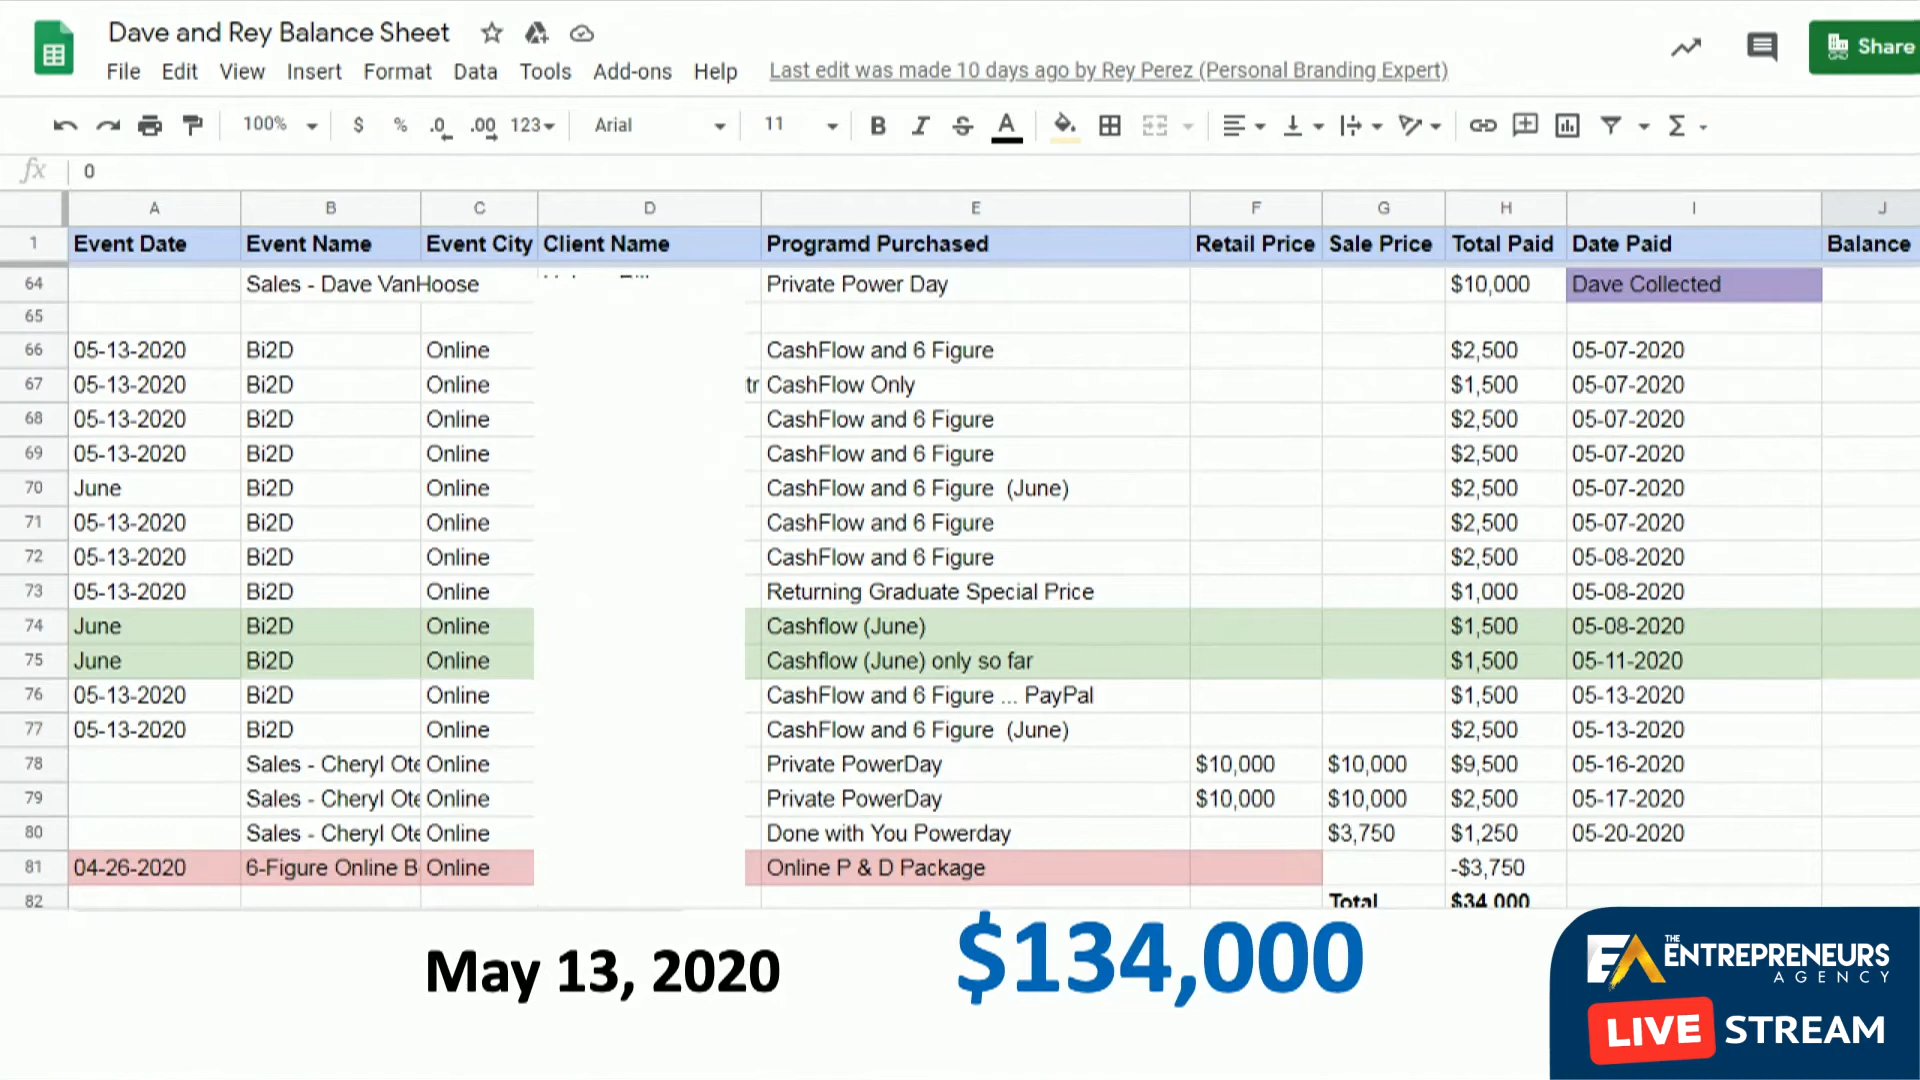 Dave and Rey Balance Sheet
File Edit View Insert Format Data Tools Add-ons Help Last edit was made 10 days ago by Rey Perez (Personal Branding Expert)
Share
100% $ % .0 .00 123 Arial 11 B I S A Σ
fx 0
A B C D E F G H I J
1 Event Date Event Name Event City Client Name Programd Purchased Retail Price Sale Price Total Paid Date Paid Balance
64 Sales - Dave VanHoose Private Power Day $10,000 Dave Collected
65
66 05-13-2020 Bi2D Online CashFlow and 6 Figure $2,500 05-07-2020
67 05-13-2020 Bi2D Online tr CashFlow Only $1,500 05-07-2020
68 05-13-2020 Bi2D Online CashFlow and 6 Figure $2,500 05-07-2020
69 05-13-2020 Bi2D Online CashFlow and 6 Figure $2,500 05-07-2020
70 June Bi2D Online CashFlow and 6 Figure (June) $2,500 05-07-2020
71 05-13-2020 Bi2D Online CashFlow and 6 Figure $2,500 05-07-2020
72 05-13-2020 Bi2D Online CashFlow and 6 Figure $2,500 05-08-2020
73 05-13-2020 Bi2D Online Returning Graduate Special Price $1,000 05-08-2020
74 June Bi2D Online Cashflow (June) $1,500 05-08-2020
75 June Bi2D Online Cashflow (June) only so far $1,500 05-11-2020
76 05-13-2020 Bi2D Online CashFlow and 6 Figure ... PayPal $1,500 05-13-2020
77 05-13-2020 Bi2D Online CashFlow and 6 Figure (June) $2,500 05-13-2020
78 Sales - Cheryl Ote Online Private PowerDay $10,000 $10,000 $9,500 05-16-2020
79 Sales - Cheryl Ote Online Private PowerDay $10,000 $10,000 $2,500 05-17-2020
80 Sales - Cheryl Ote Online Done with You Powerday $3,750 $1,250 05-20-2020
81 04-26-2020 6-Figure Online B Online Online P & D Package -$3,750
82 Total $34,000
May 13, 2020 $134,000
EA THE ENTREPRENEURS
AGENCY
LIVE STREAM